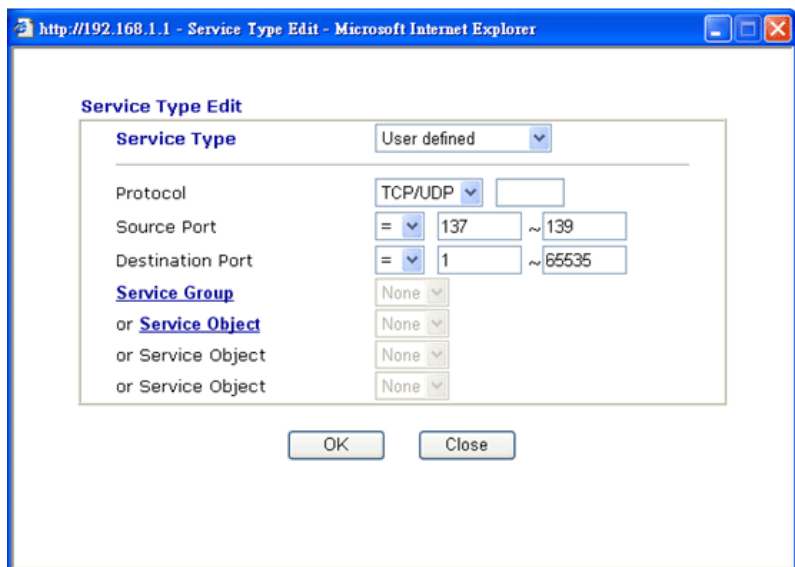 http://192.168.1.1 - Service Type Edit - Microsoft Internet Explorer
Service Type Edit
Service Type User defined
Protocol TCP/UDP
Source Port = 137 ~ 139
Destination Port = 1 ~ 65535
Service Group None
or Service Object None
or Service Object None
or Service Object None
OK Close